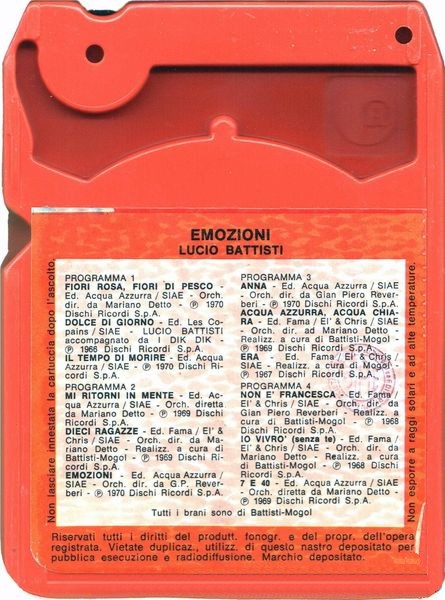 EMOZIONI
LUCIO BATTISTI
PROGRAMMA 1
FIORI ROSA, FIORI DI PESCO -
Ed. Acqua Azzurra / SIAE - Orch.
dir. da Mariano Detto - Ⓟ 1970
Dischi Ricordi S.p.A.
DOLCE DI GIORNO - Ed. Les Co-
pains / SIAE - LUCIO BATTISTI
accompagnato da I DIK DIK -
Ⓟ 1966 Dischi Ricordi S.p.A.
IL TEMPO DI MORIRE - Ed. Acqua
Azzurra / SIAE - Ⓟ 1970 Dischi Ri-
cordi S.p.A.
PROGRAMMA 2
MI RITORNI IN MENTE - Ed. Ac-
qua Azzurra / SIAE - Orch. diretta
da Mariano Detto - Ⓟ 1969 Dischi
Ricordi S.p.A.
DIECI RAGAZZE - Ed. Fama / El' &
Chris / SIAE - Orch. dir. da Ma-
riano Detto - Realizz. a cura di
Battisti-Mogol - Ⓟ 1969 Dischi Ri-
cordi S.p.A.
EMOZIONI - Ed. Acqua Azzurra /
SIAE - Orch. dir. da G.P. Rever-
beri - Ⓟ 1970 Dischi Ricordi S.p.A.
PROGRAMMA 3
ANNA - Ed. Acqua Azzurra / SIAE -
Orch. dir. da Gian Piero Rever-
beri - Ⓟ 1970 Dischi Ricordi S.p.A.
ACQUA AZZURRA, ACQUA CHIA-
RA - Ed. Fama / El' & Chris / SIAE -
Orch. dir. ad Mariano Detto -
Realizz. a cura di Battisti-Mogol -
Ⓟ 1969 Dischi Ricordi S.p.A.
ERA - Ed. Fama / El' & Chris /
SIAE - Realizz. a cura di Mogol -
Ⓟ 1967 Dischi Ricordi S.p.A.
PROGRAMMA 4
NON E' FRANCESCA - Ed. Fama /
El' & Chris / SIAE - Orch. dir. da
Gian Piero Reverberi - Realizz. a
cura di Battisti-Mogol - Ⓟ 1968
Dischi Ricordi S.p.A.
IO VIVRO' (senza te) - Ed. Fama /
El' & Chris / SIAE - Realizz. a cura
di Battisti-Mogol - Ⓟ 1968 Dischi
Ricordi S.p.A.
7 E 40 - Ed. Acqua Azzurra / SIAE -
Orch. diretta da Mariano Detto -
Ⓟ 1969 Dischi Ricordi S.p.A.
Tutti i brani sono di Battisti-Mogol
Non lasciare innestata la cartuccia dopo l'ascolto.
Non esporre a raggi solari e ad alte temperature.
Riservati tutti i diritti del produtt. fonogr. e del propr. dell'opera
registrata. Vietate duplicaz., utilizz. di questo nastro depositato per
pubblica esecuzione e radiodiffusione. Marchio depositato.